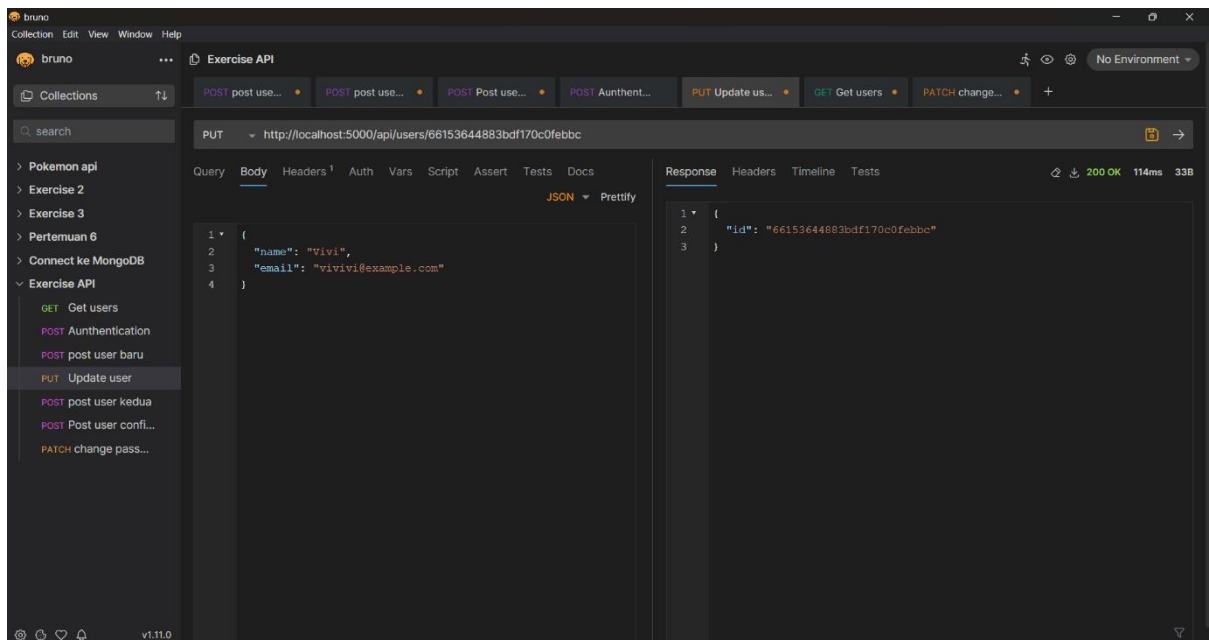 bruno
Collection Edit View Window Help
bruno
Collections
search
Pokemon api
Exercise 2
Exercise 3
Pertemuan 6
Connect ke MongoDB
Exercise API
GET Get users
POST Aunthentication
POST post user baru
PUT Update user
POST post user kedua
POST Post user confi...
PATCH change pass...
v1.11.0
Exercise API
No Environment
POST post use... POST post use... POST Post use... POST Aunthent... PUT Update us... GET Get users PATCH change... +
PUT http://localhost:5000/api/users/66153644883bdf170c0febbc
Query Body Headers 1 Auth Vars Script Assert Tests Docs
JSON Prettify
1 {
2 "name": "Vivi",
3 "email": "vivivi@example.com"
4 }
Response Headers Timeline Tests 200 OK 114ms 33B
1 {
2 "id": "66153644883bdf170c0febbc"
3 }